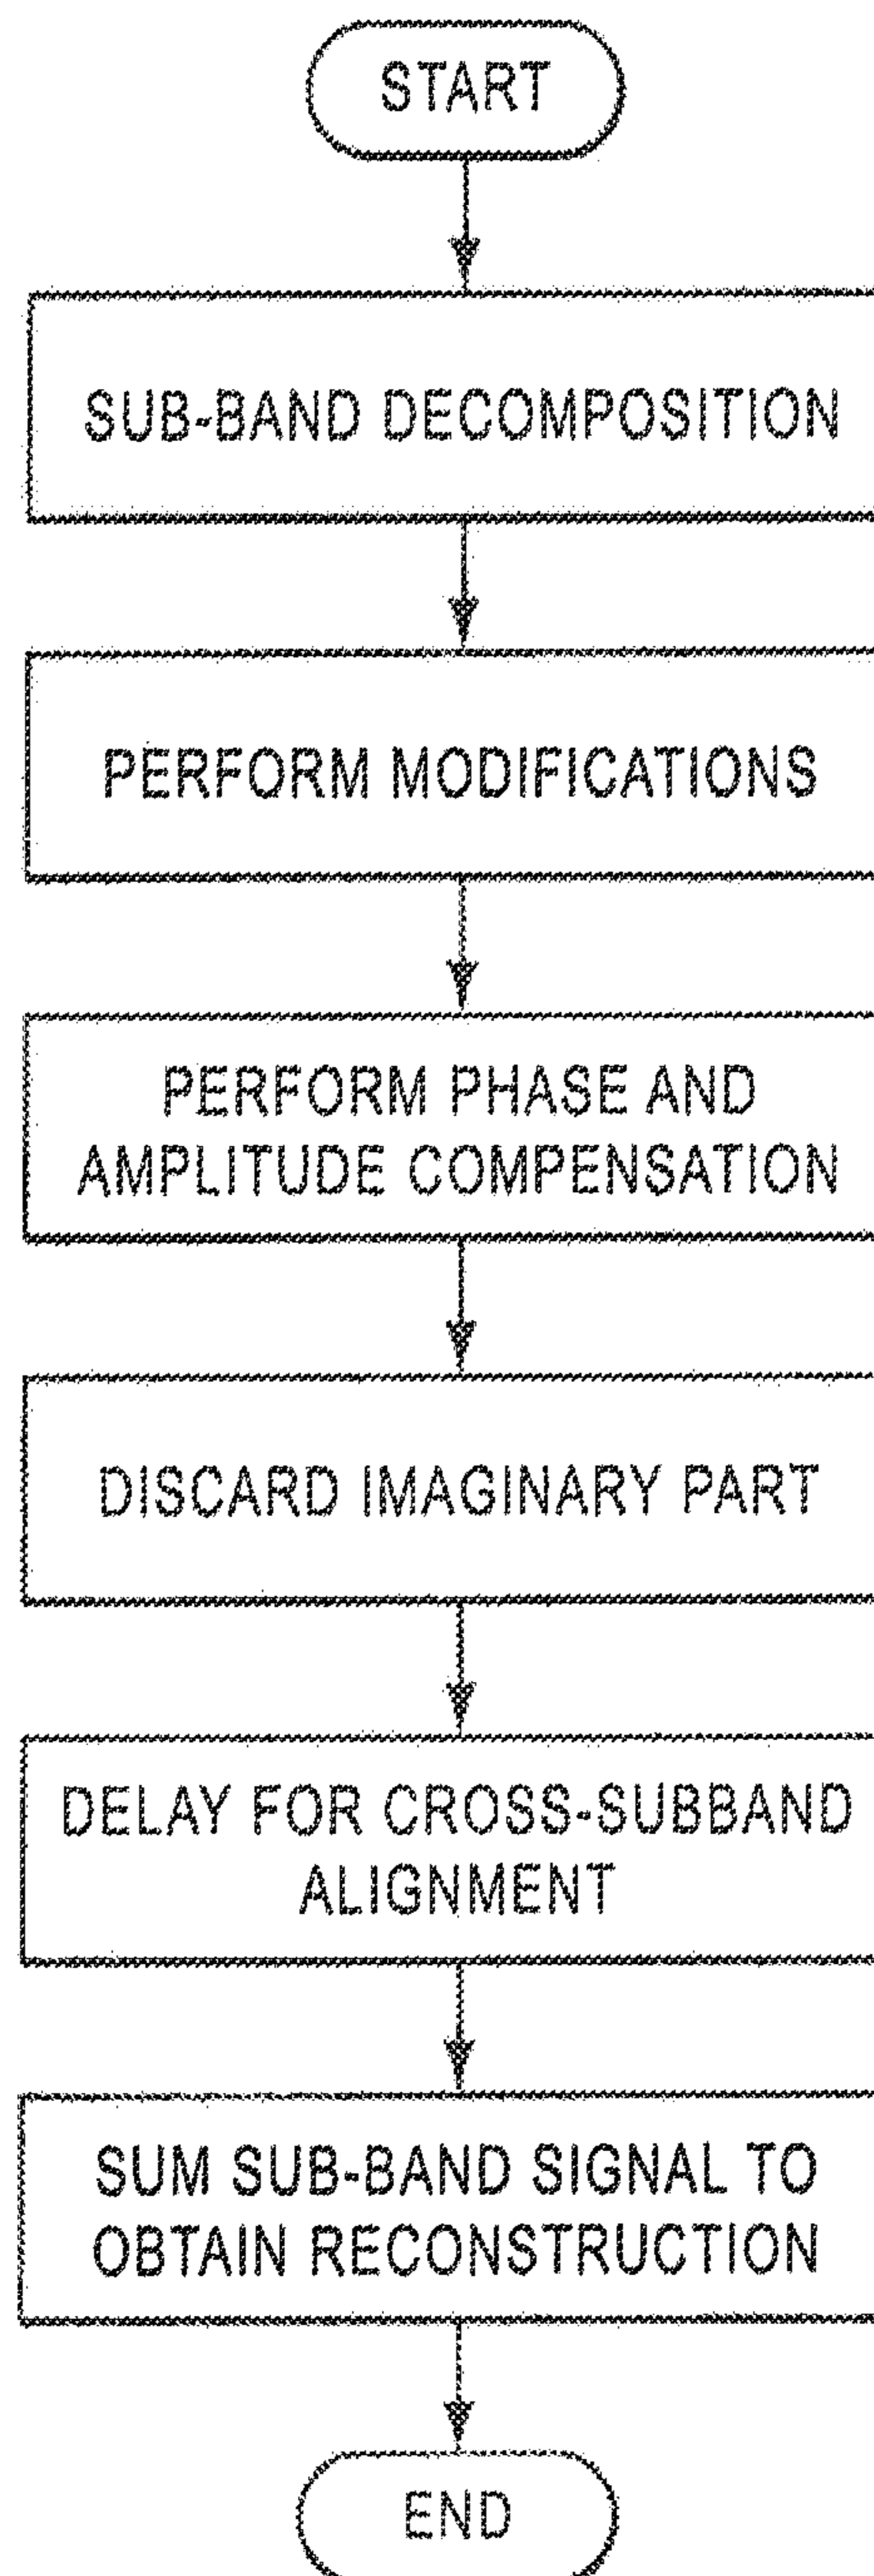 START
SUB-BAND DECOMPOSITION
PERFORM MODIFICATIONS
PERFORM PHASE AND
AMPLITUDE COMPENSATION
DISCARD IMAGINARY PART
DELAY FOR CROSS-SUBBAND
ALIGNMENT
SUM SUB-BAND SIGNAL TO
OBTAIN RECONSTRUCTION
END